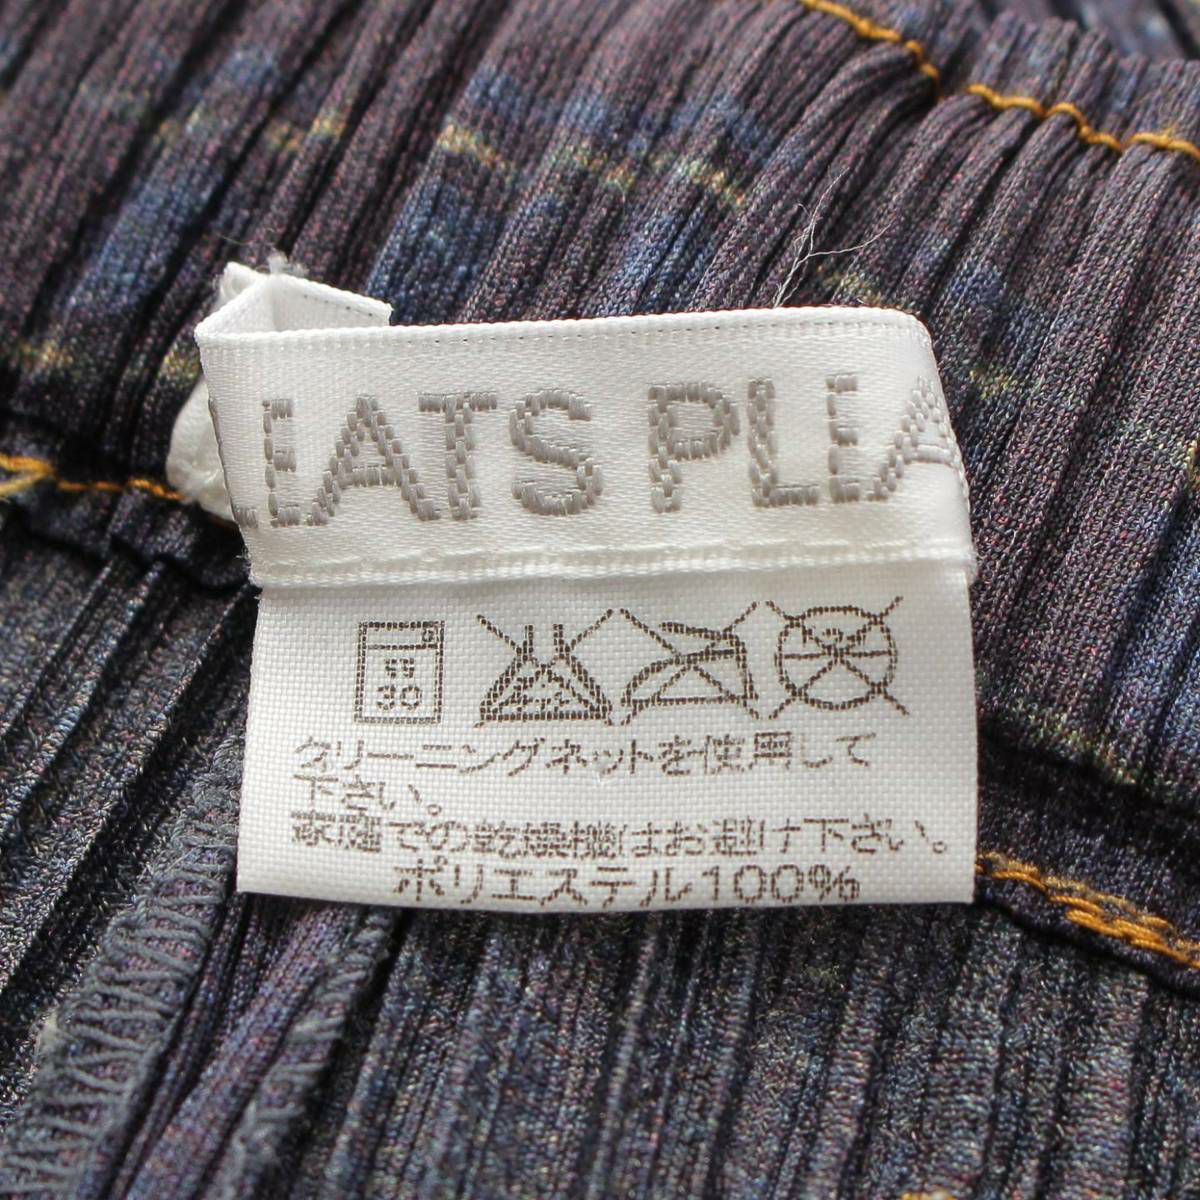 LEATS PLEA
弱
30
クリーニングネットを使用して
下さい。
家庭での乾燥機はお避け下さい。
ポリエステル100%